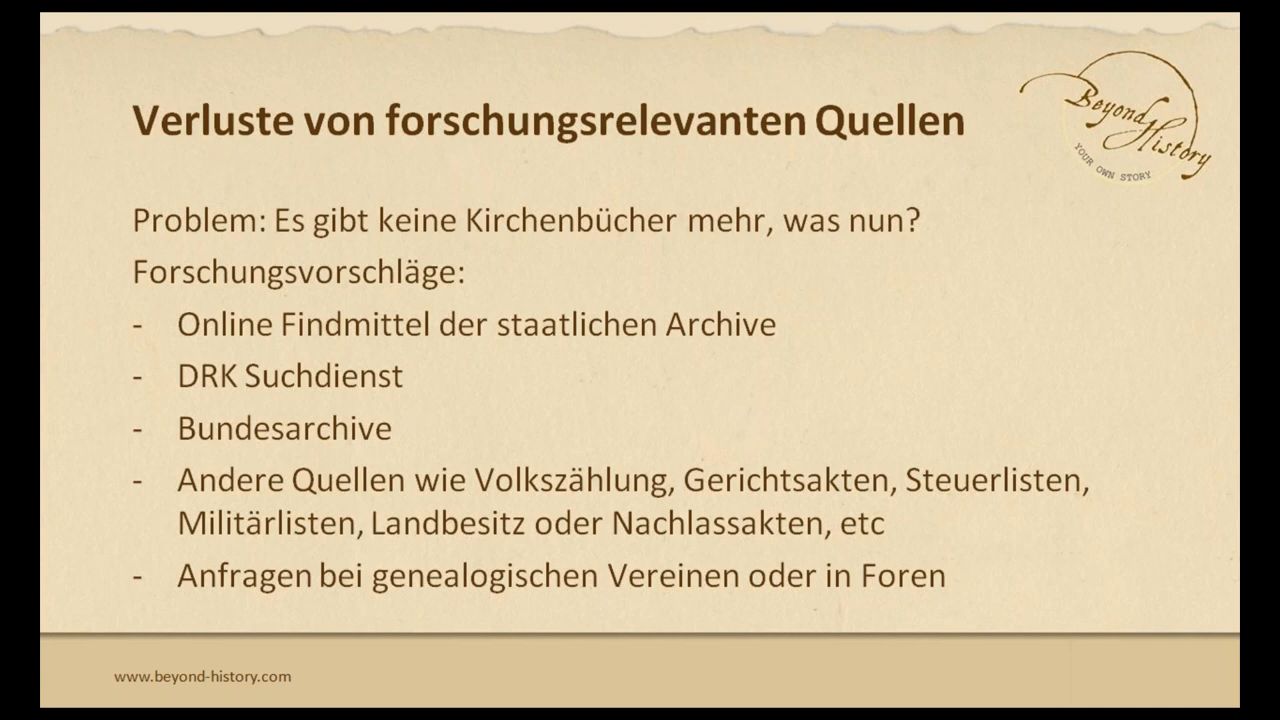 Beyond
History
YOUR OWN STORY
Verluste von forschungsrelevanten Quellen
Problem: Es gibt keine Kirchenbücher mehr, was nun?
Forschungsvorschläge:
- Online Findmittel der staatlichen Archive
- DRK Suchdienst
- Bundesarchive
- Andere Quellen wie Volkszählung, Gerichtsakten, Steuerlisten,
Militärlisten, Landbesitz oder Nachlassakten, etc
- Anfragen bei genealogischen Vereinen oder in Foren
www.beyond-history.com